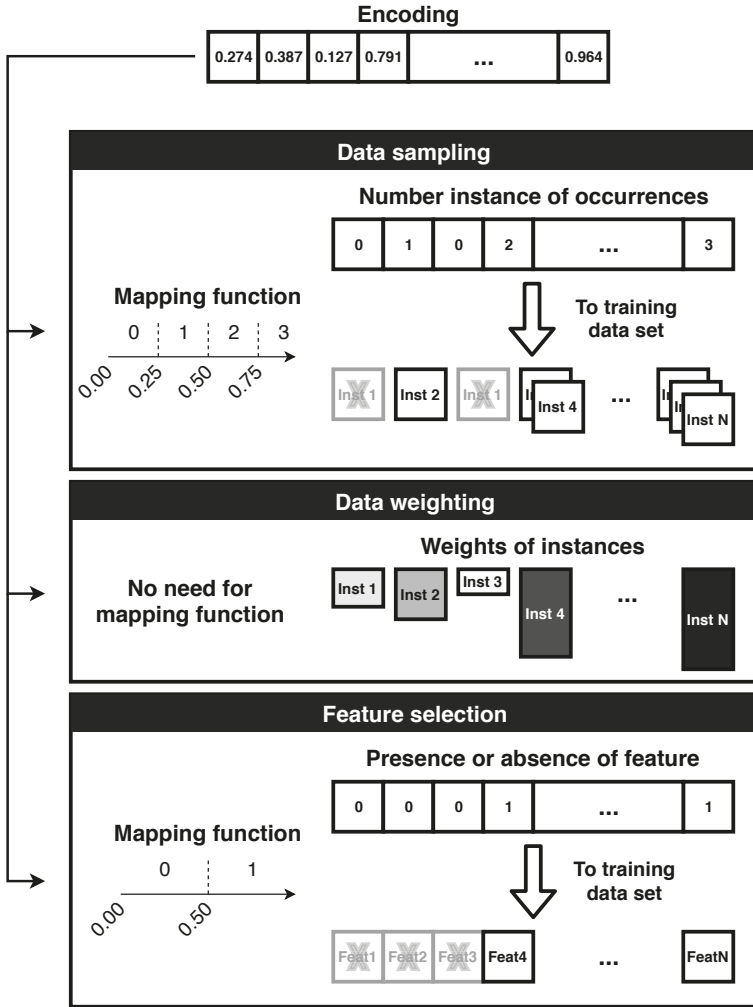 Encoding
0.274 0.387 0.127 0.791 ... 0.964
Data sampling
Number instance of occurrences
0 1 0 2 ... 3
Mapping function
0 1 2 3
0.00 0.25 0.50 0.75
To training
data set
Inst 1 Inst 2 Inst 1 Inst Inst 4 ... Inst Inst Inst N
Data weighting
Weights of instances
No need for
mapping function
Inst 1 Inst 2 Inst 3 Inst 4 ... Inst N
Feature selection
Presence or absence of feature
0 0 0 1 ... 1
Mapping function
0 1
0.00 0.50
To training
data set
Feat1 Feat2 Feat3 Feat4 ... FeatN